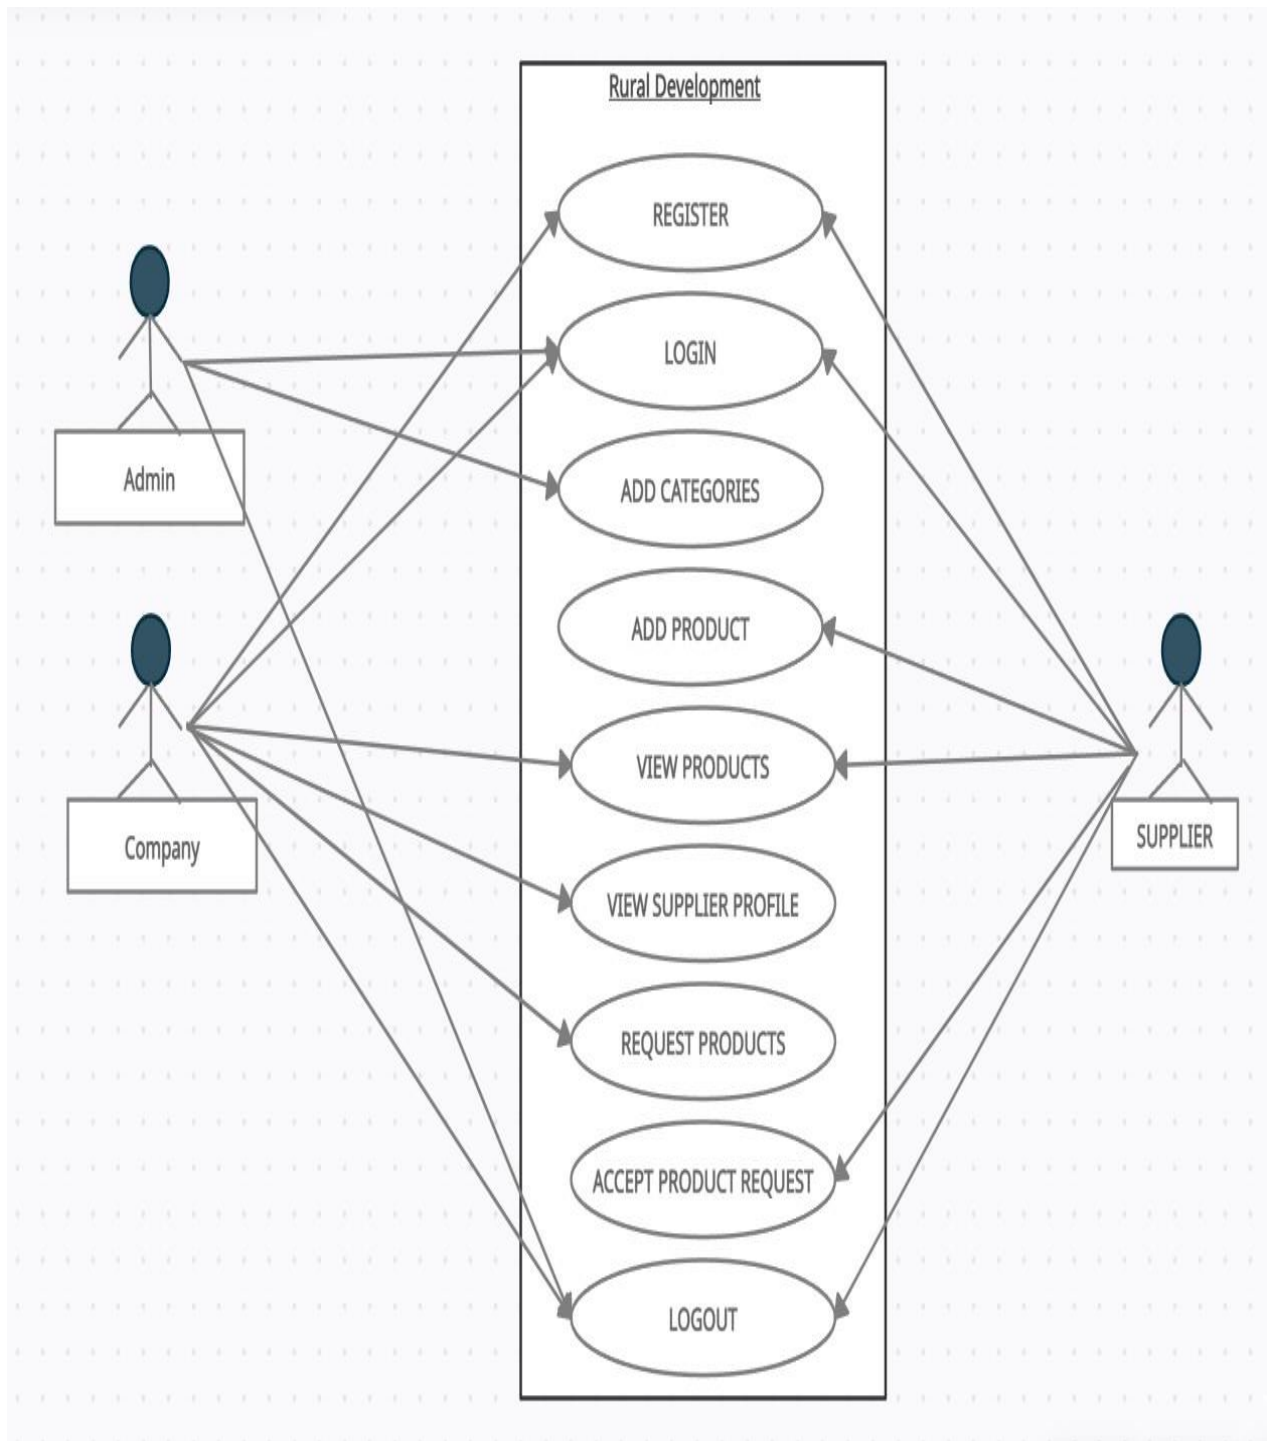 Rural Development
REGISTER
LOGIN
ADD CATEGORIES
ADD PRODUCT
VIEW PRODUCTS
VIEW SUPPLIER PROFILE
REQUEST PRODUCTS
ACCEPT PRODUCT REQUEST
LOGOUT
Admin
Company
SUPPLIER